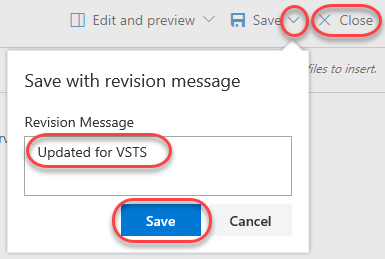 Edit and preview Save Close
files to insert.
Save with revision message
Revision Message
Updated for VSTS
Save Cancel